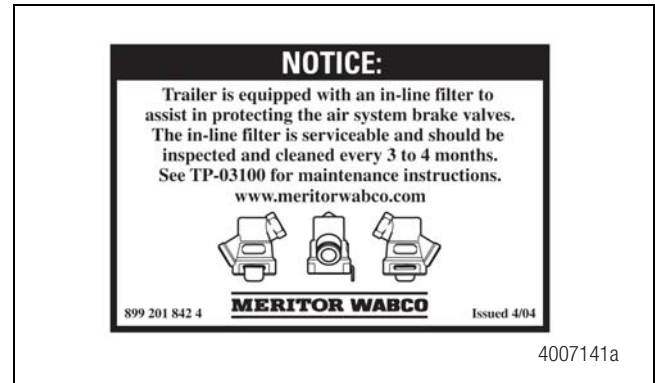 NOTICE:
Trailer is equipped with an in-line filter to
assist in protecting the air system brake valves.
The in-line filter is serviceable and should be
inspected and cleaned every 3 to 4 months.
See TP-03100 for maintenance instructions.
www.meritorwabco.com
899 201 842 4 MERITOR WABCO Issued 4/04
4007141a